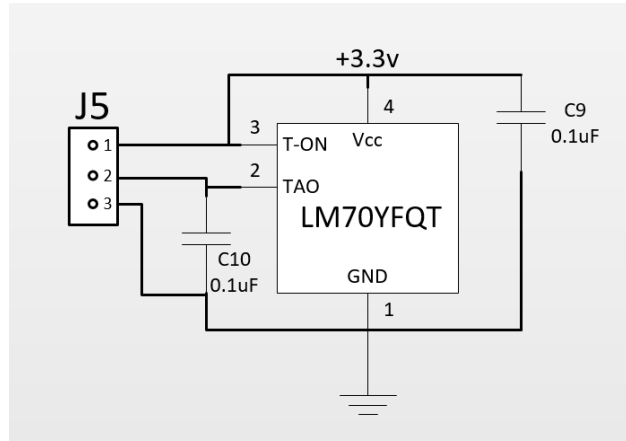 +3.3v
J5
1
2
3
3
T-ON
2
TAO
4
Vcc
LM70YFQT
GND
1
C9
0.1uF
C10
0.1uF